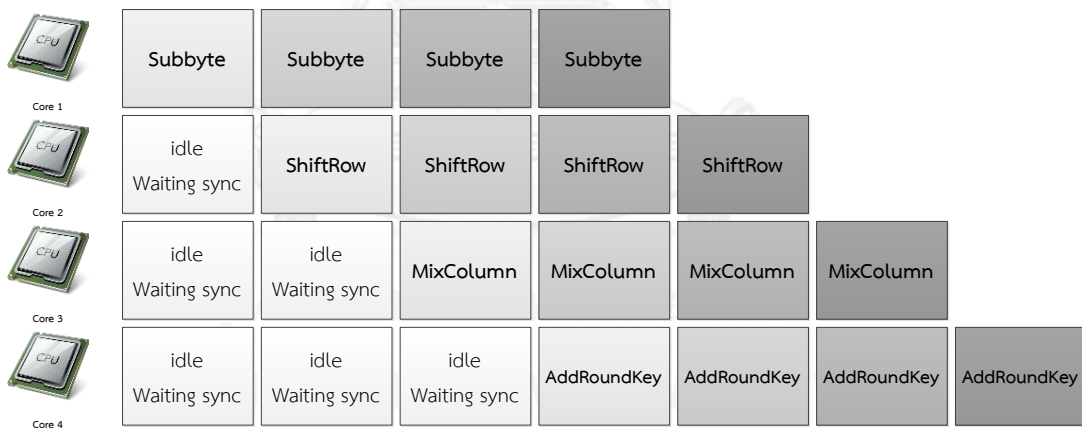 CPU
Subbyte Subbyte Subbyte Subbyte
Core 1
CPU
idle
Waiting sync
ShiftRow ShiftRow ShiftRow ShiftRow
Core 2
CPU
idle
Waiting sync
idle
Waiting sync
MixColumn MixColumn MixColumn MixColumn
Core 3
CPU
idle
Waiting sync
idle
Waiting sync
idle
Waiting sync
AddRoundKey AddRoundKey AddRoundKey AddRoundKey
Core 4